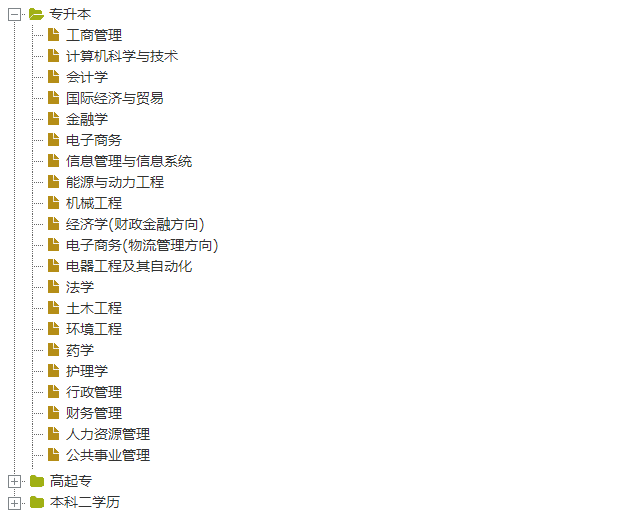 专升本
工商管理
计算机科学与技术
会计学
国际经济与贸易
金融学
电子商务
信息管理与信息系统
能源与动力工程
机械工程
经济学(财政金融方向)
电子商务(物流管理方向)
电器工程及其自动化
法学
土木工程
环境工程
药学
护理学
行政管理
财务管理
人力资源管理
公共事业管理
高起专
本科二学历